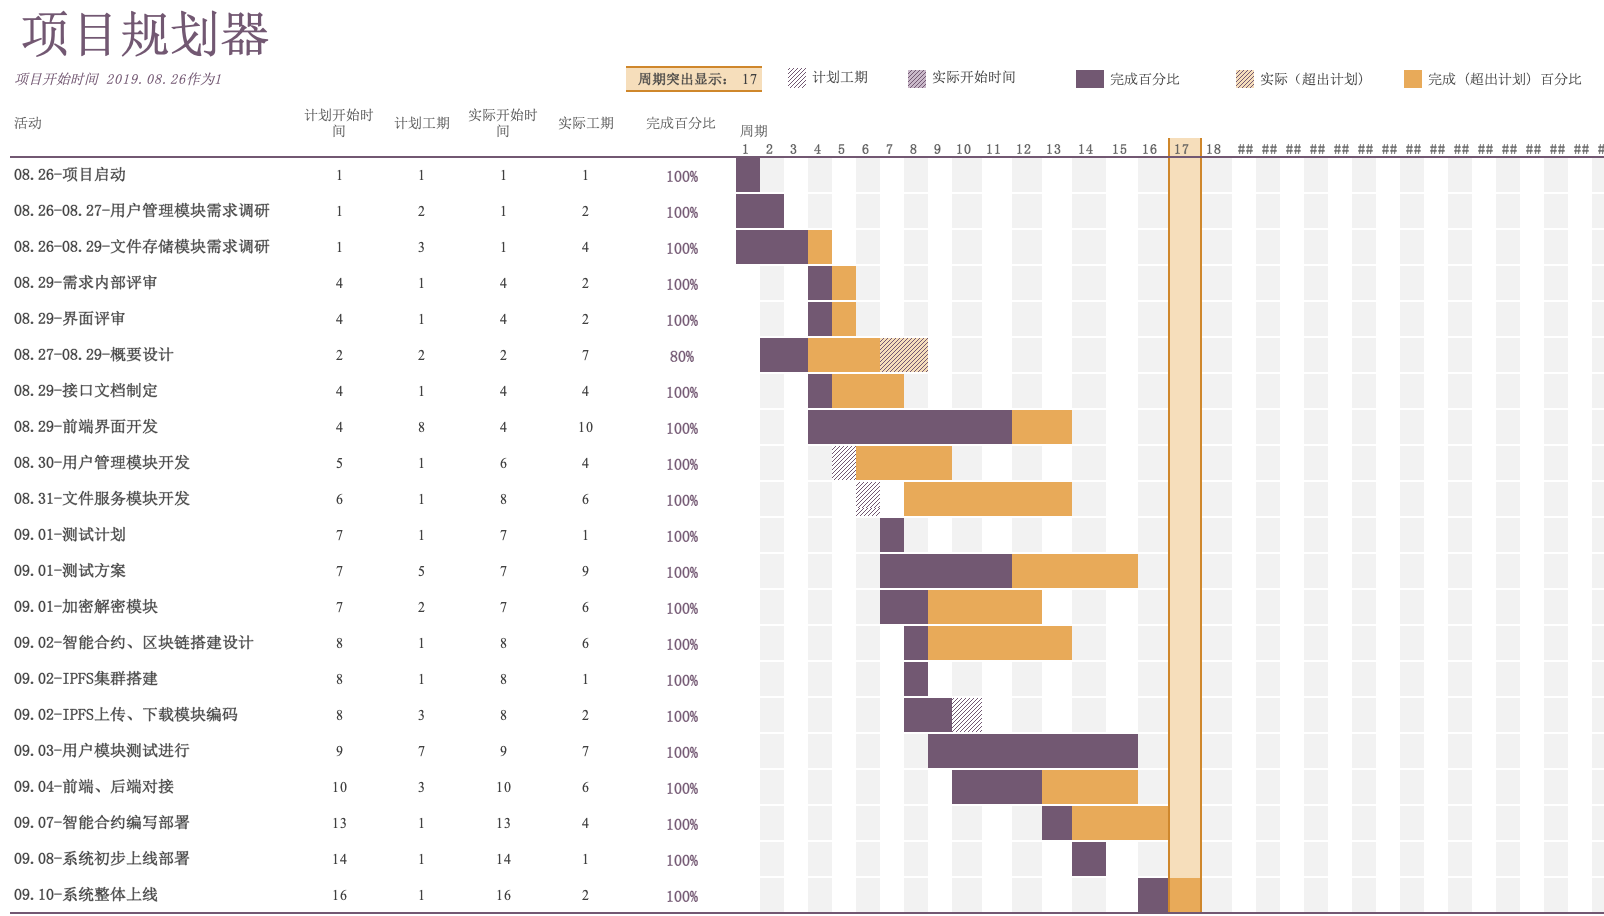 项目规划器
项目开始时间 2019.08.26作为1
周期突出显示： 17
计划工期
实际开始时间
完成百分比
实际（超出计划）
完成（超出计划）百分比
活动
计划开始时
间
计划工期
实际开始时
间
实际工期
完成百分比
周期
1 2 3 4 5 6 7 8 9 10 11 12 13 14 15 16 17 18 ## ## ## ## ## ## ## ## ## ## ## ## ## ## ## #
08.26-项目启动 1 1 1 1 100%
08.26-08.27-用户管理模块需求调研 1 2 1 2 100%
08.26-08.29-文件存储模块需求调研 1 3 1 4 100%
08.29-需求内部评审 4 1 4 2 100%
08.29-界面评审 4 1 4 2 100%
08.27-08.29-概要设计 2 2 2 7 80%
08.29-接口文档制定 4 1 4 4 100%
08.29-前端界面开发 4 8 4 10 100%
08.30-用户管理模块开发 5 1 6 4 100%
08.31-文件服务模块开发 6 1 8 6 100%
09.01-测试计划 7 1 7 1 100%
09.01-测试方案 7 5 7 9 100%
09.01-加密解密模块 7 2 7 6 100%
09.02-智能合约、区块链搭建设计 8 1 8 6 100%
09.02-IPFS集群搭建 8 1 8 1 100%
09.02-IPFS上传、下载模块编码 8 3 8 2 100%
09.03-用户模块测试进行 9 7 9 7 100%
09.04-前端、后端对接 10 3 10 6 100%
09.07-智能合约编写部署 13 1 13 4 100%
09.08-系统初步上线部署 14 1 14 1 100%
09.10-系统整体上线 16 1 16 2 100%